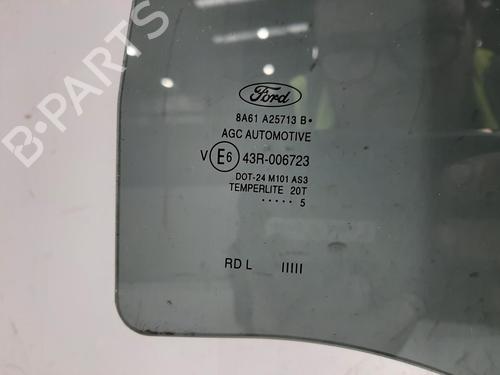 B-PARTS
Ford
8A61 A25713 B•
AGC AUTOMOTIVE
V E6 43R-006723
DOT-24 M101 AS3
TEMPERLITE 20T
..... 5
RD L IIIII